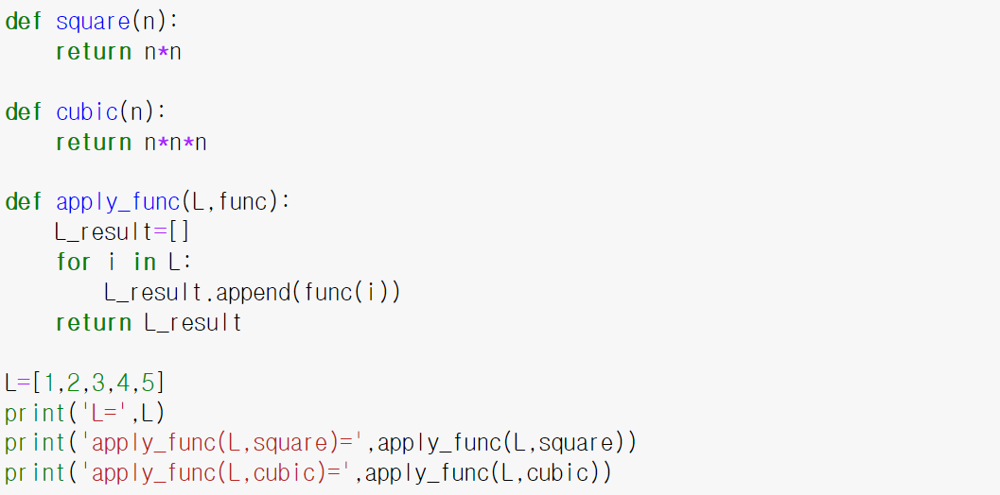 def square(n):
    return n*n

def cubic(n):
    return n*n*n

def apply_func(L,func):
    L_result=[]
    for i in L:
        L_result.append(func(i))
    return L_result

L=[1,2,3,4,5]
print('L=',L)
print('apply_func(L,square)=',apply_func(L,square))
print('apply_func(L,cubic)=',apply_func(L,cubic))